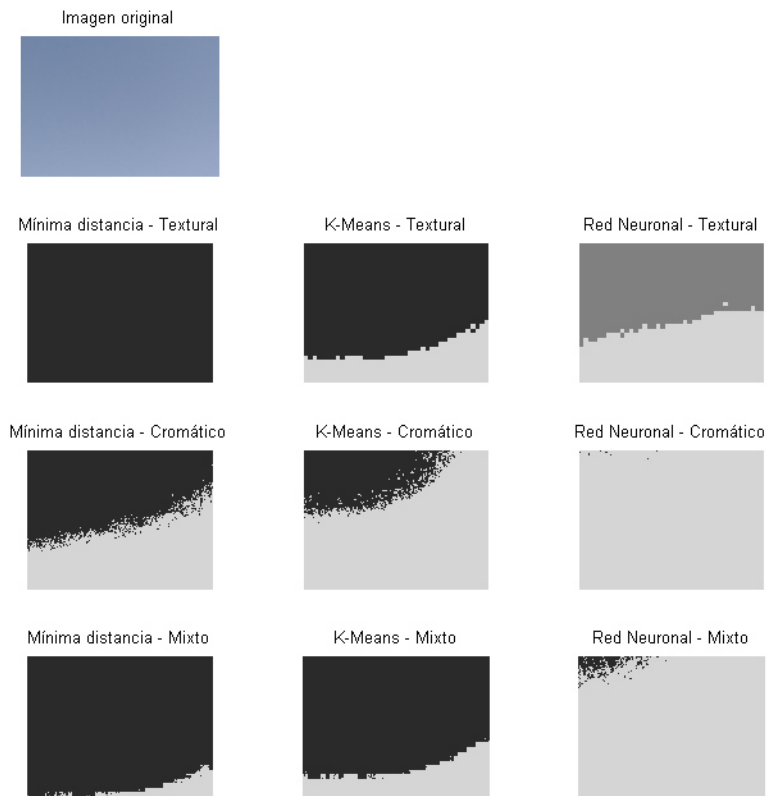 Imagen original
Mínima distancia - Textural
K-Means - Textural
Red Neuronal - Textural
Mínima distancia - Cromático
K-Means - Cromático
Red Neuronal - Cromático
Mínima distancia - Mixto
K-Means - Mixto
Red Neuronal - Mixto